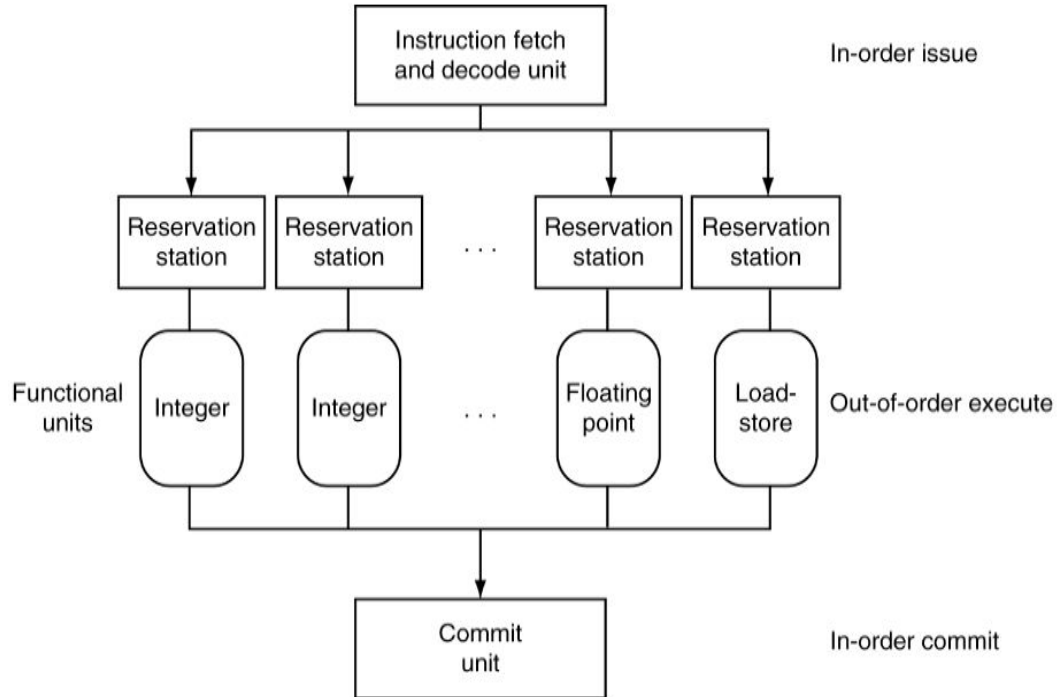 Instruction fetch
and decode unit
In-order issue
Reservation
station
Reservation
station
. . .
Reservation
station
Reservation
station
Functional
units
Integer
Integer
. . .
Floating
point
Load-
store
Out-of-order execute
Commit
unit
In-order commit